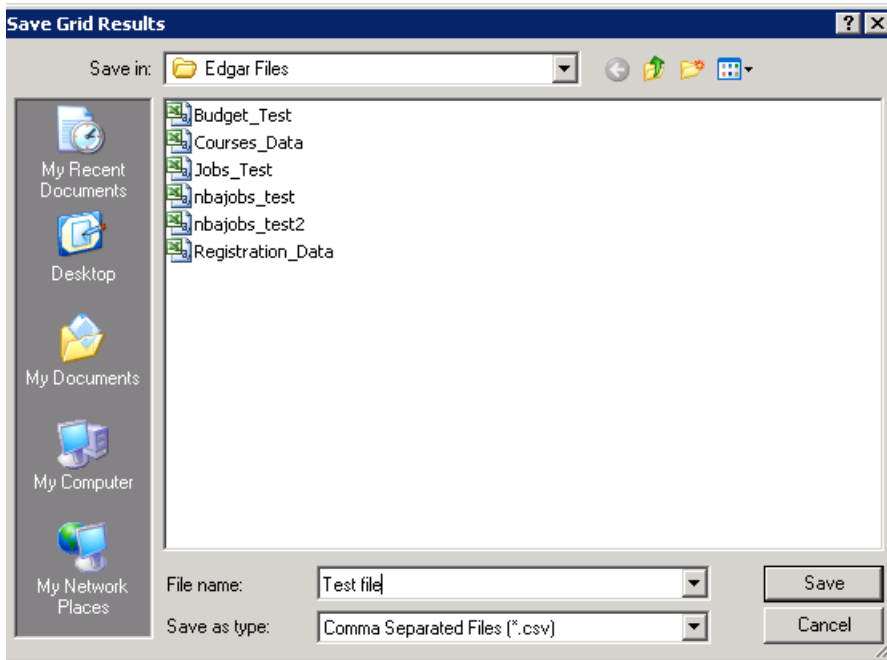 Save Grid Results
Save in: Edgar Files
My Recent
Documents
Desktop
My Documents
My Computer
My Network
Places
Budget_Test
Courses_Data
Jobs_Test
nbajobs_test
nbajobs_test2
Registration_Data
File name: Test file
Save
Save as type: Comma Separated Files (*.csv)
Cancel